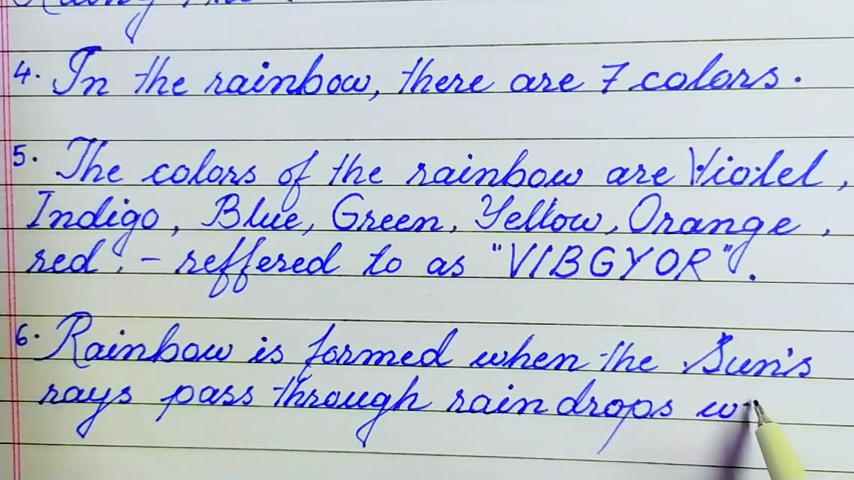 4. In the rainbow, there are 7 colors.
5. The colors of the rainbow are Violet,
Indigo, Blue, Green, Yellow, Orange,
red, - reffered to as "VIBGYOR".
6. Rainbow is formed when the Sun's
rays pass through raindrops